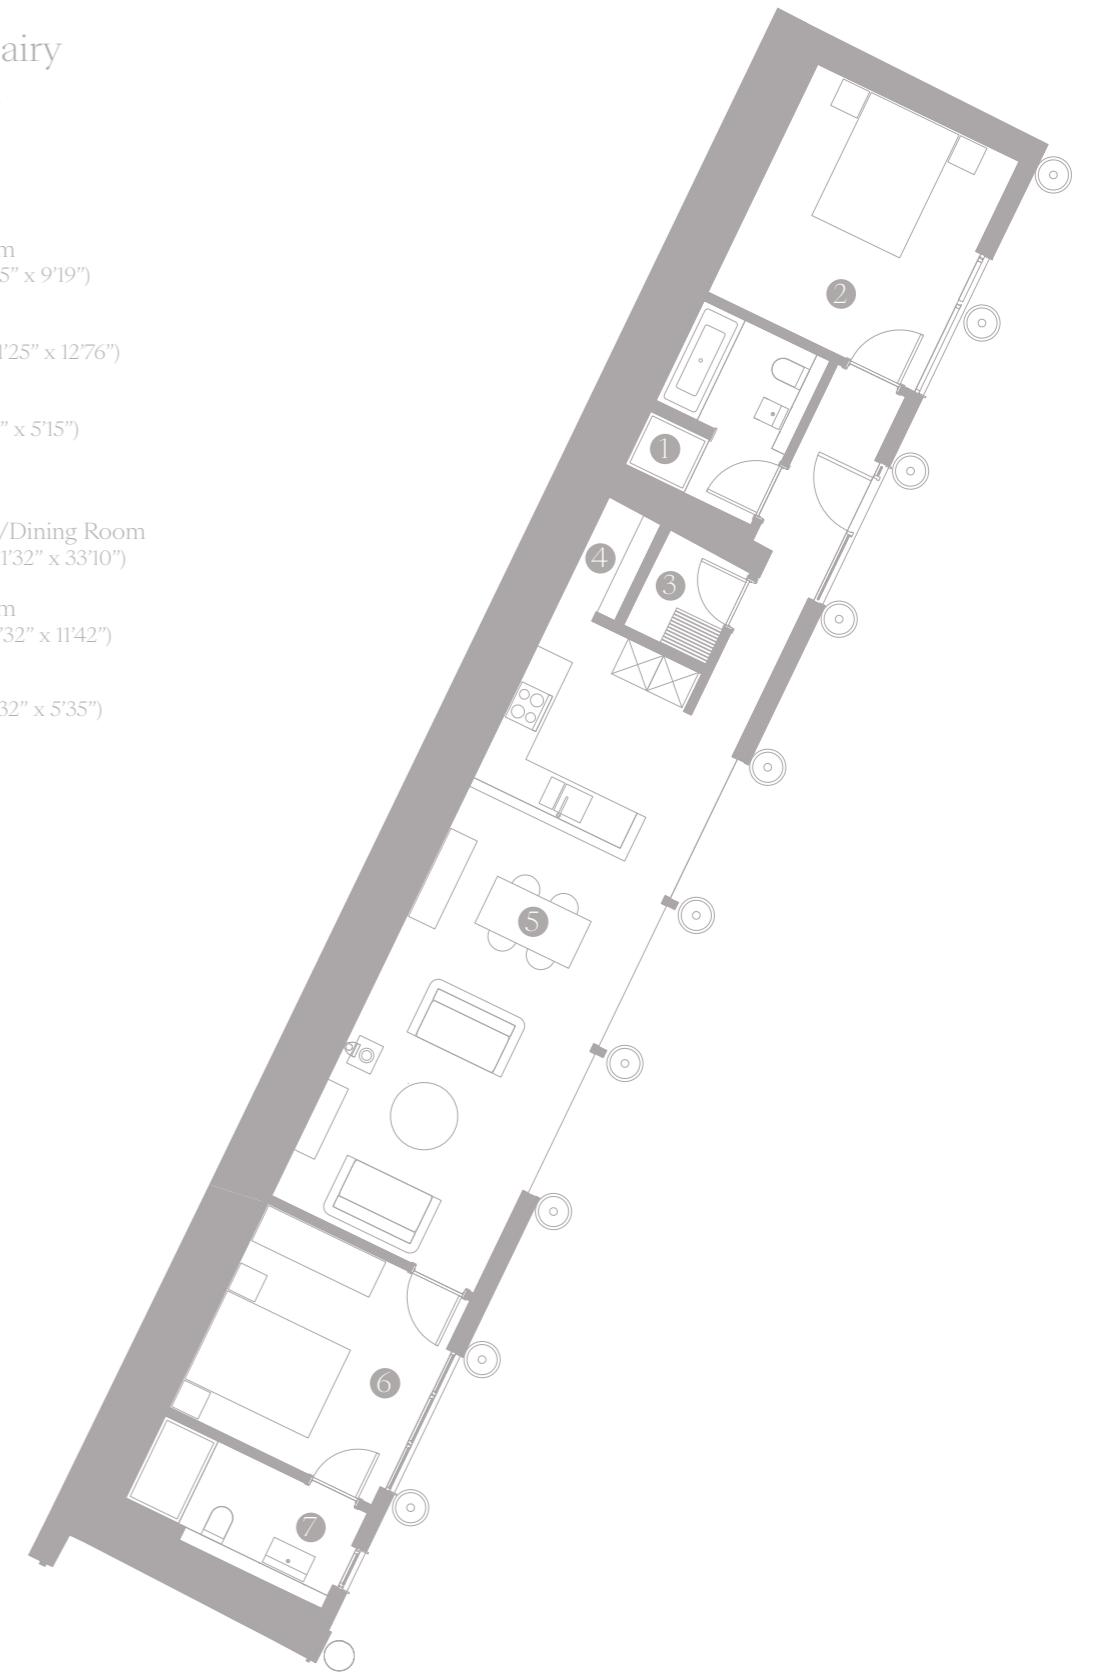 airy
m
5” x 9’19”)
1’25” x 12’76”)
” x 5’15”)
/Dining Room
1’32” x 33’10”)
m
’32” x 11’42”)
32” x 5’35”)
2
1
4
3
5
6
7